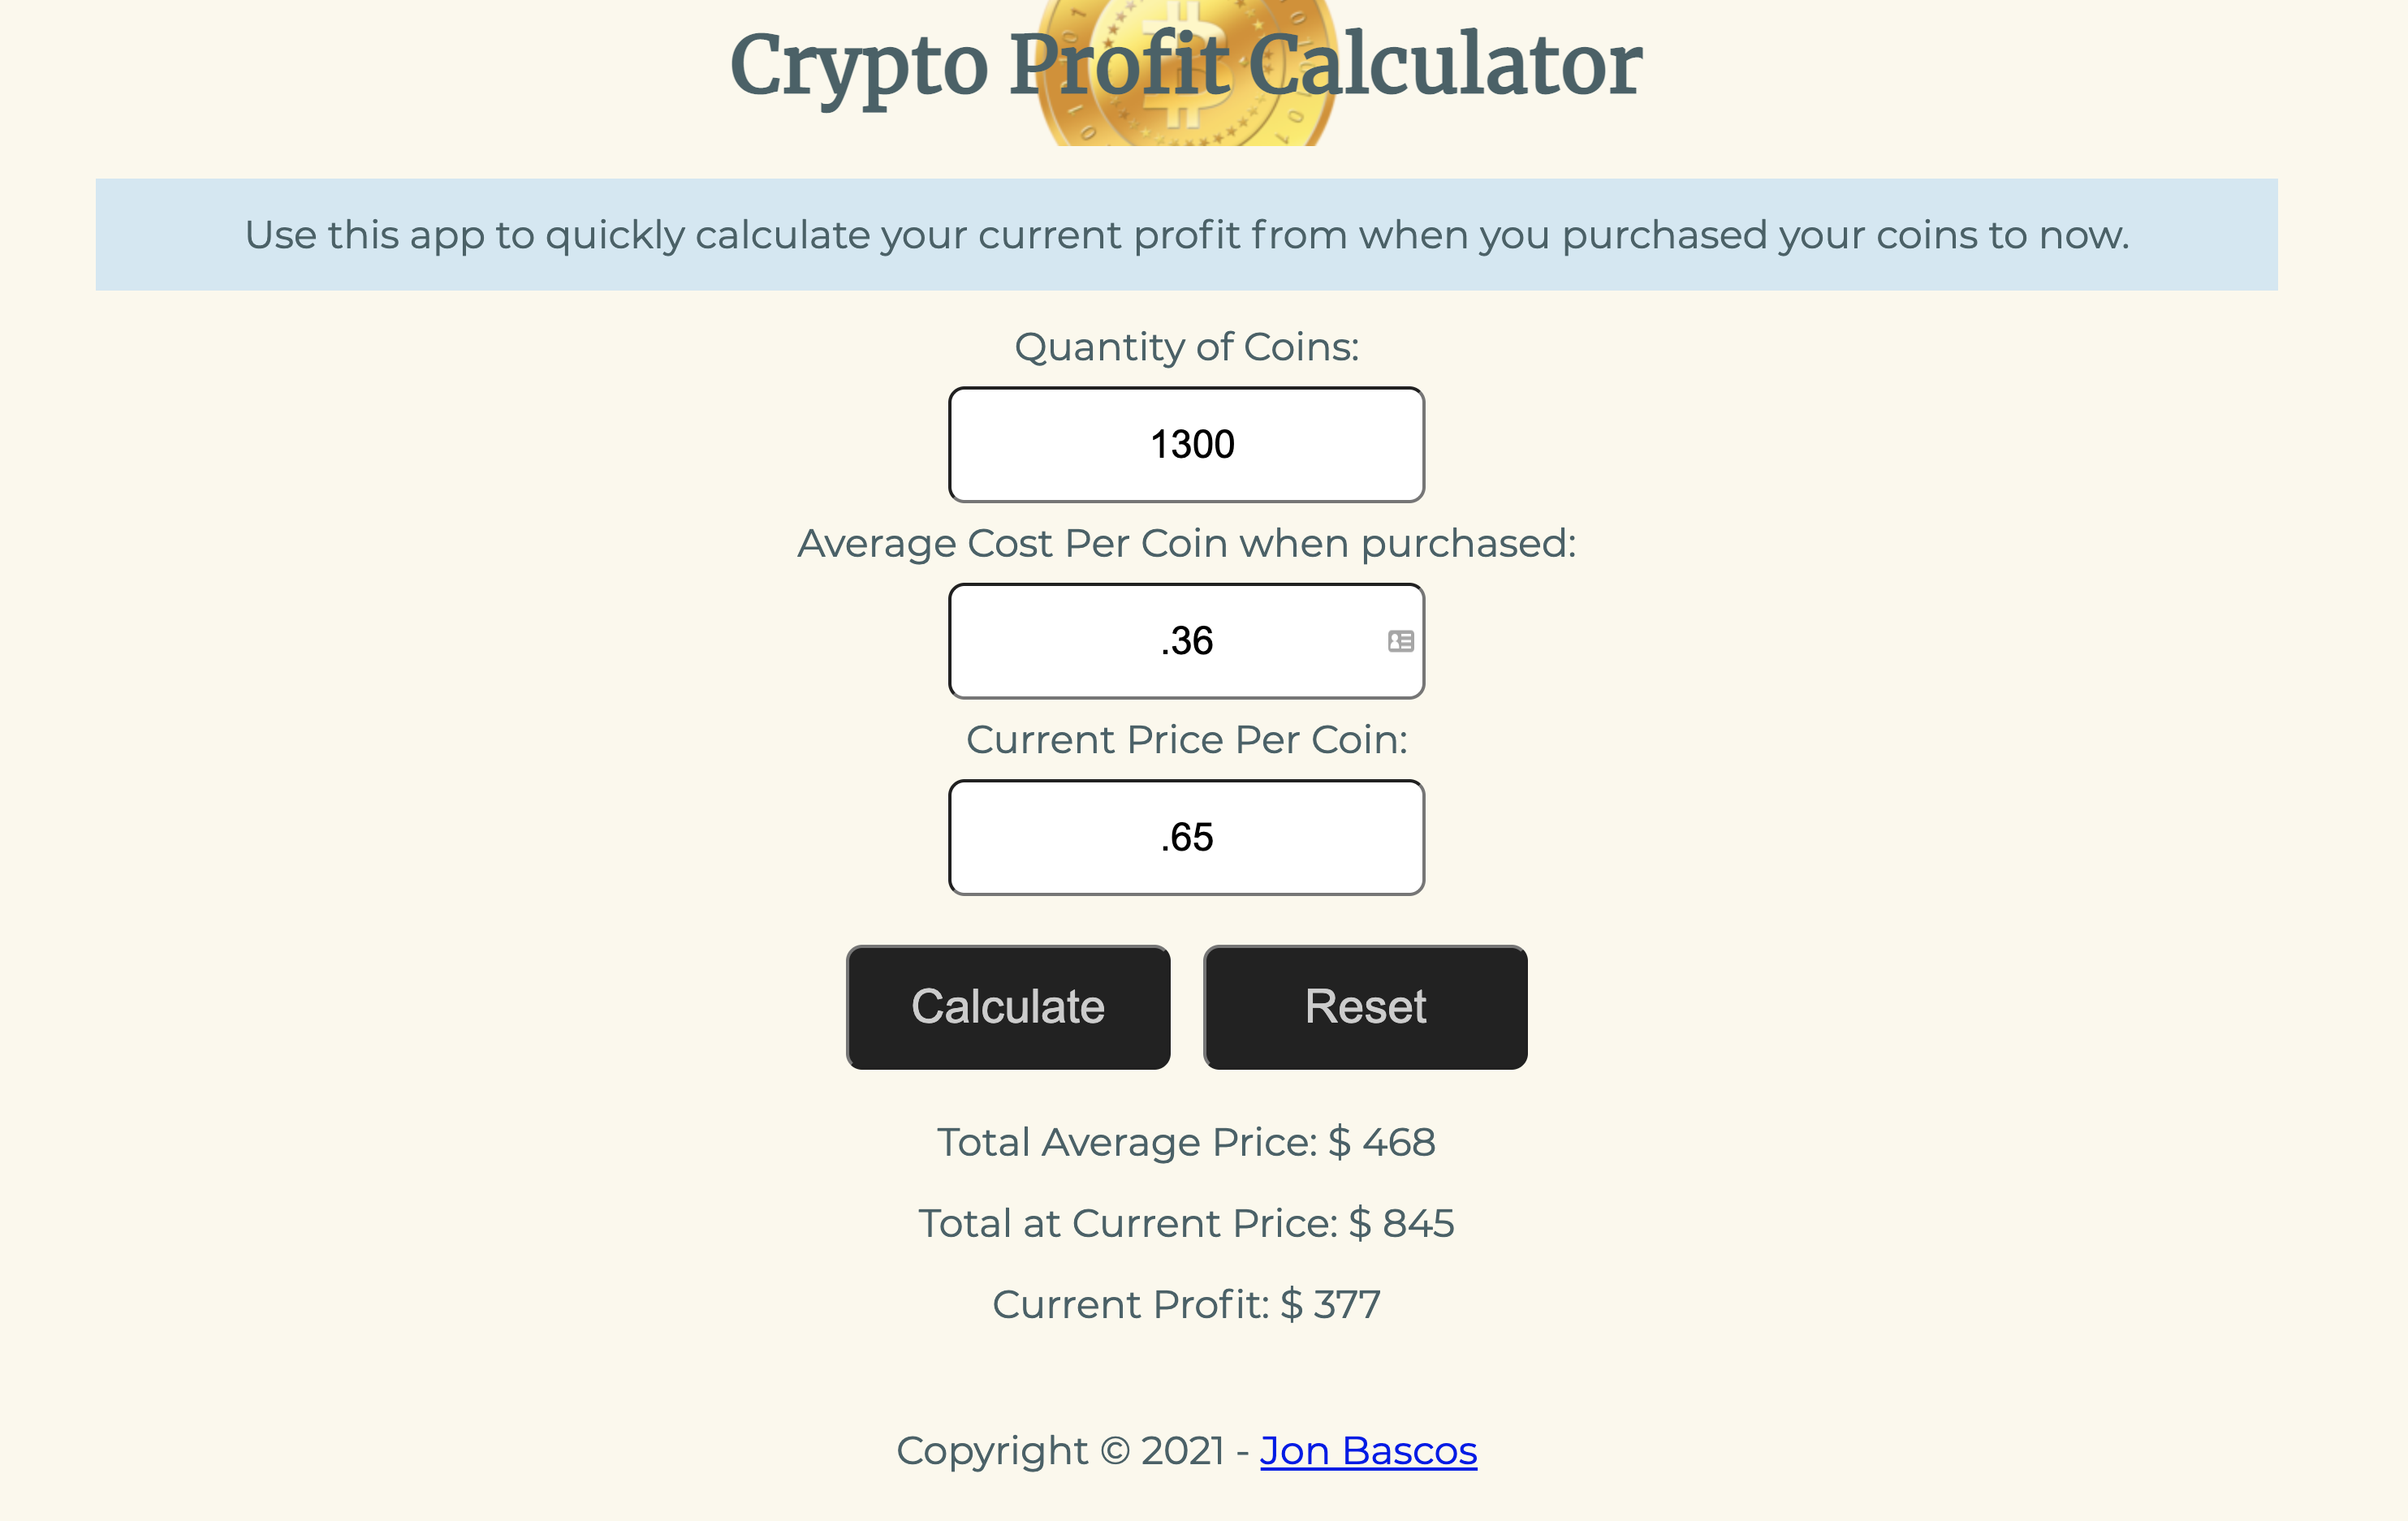 Crypto Profit Calculator
Use this app to quickly calculate your current profit from when you purchased your coins to now.
Quantity of Coins:
1300
Average Cost Per Coin when purchased:
.36
Current Price Per Coin:
.65
Calculate Reset
Total Average Price: $ 468
Total at Current Price: $ 845
Current Profit: $ 377
Copyright © 2021 - Jon Bascos